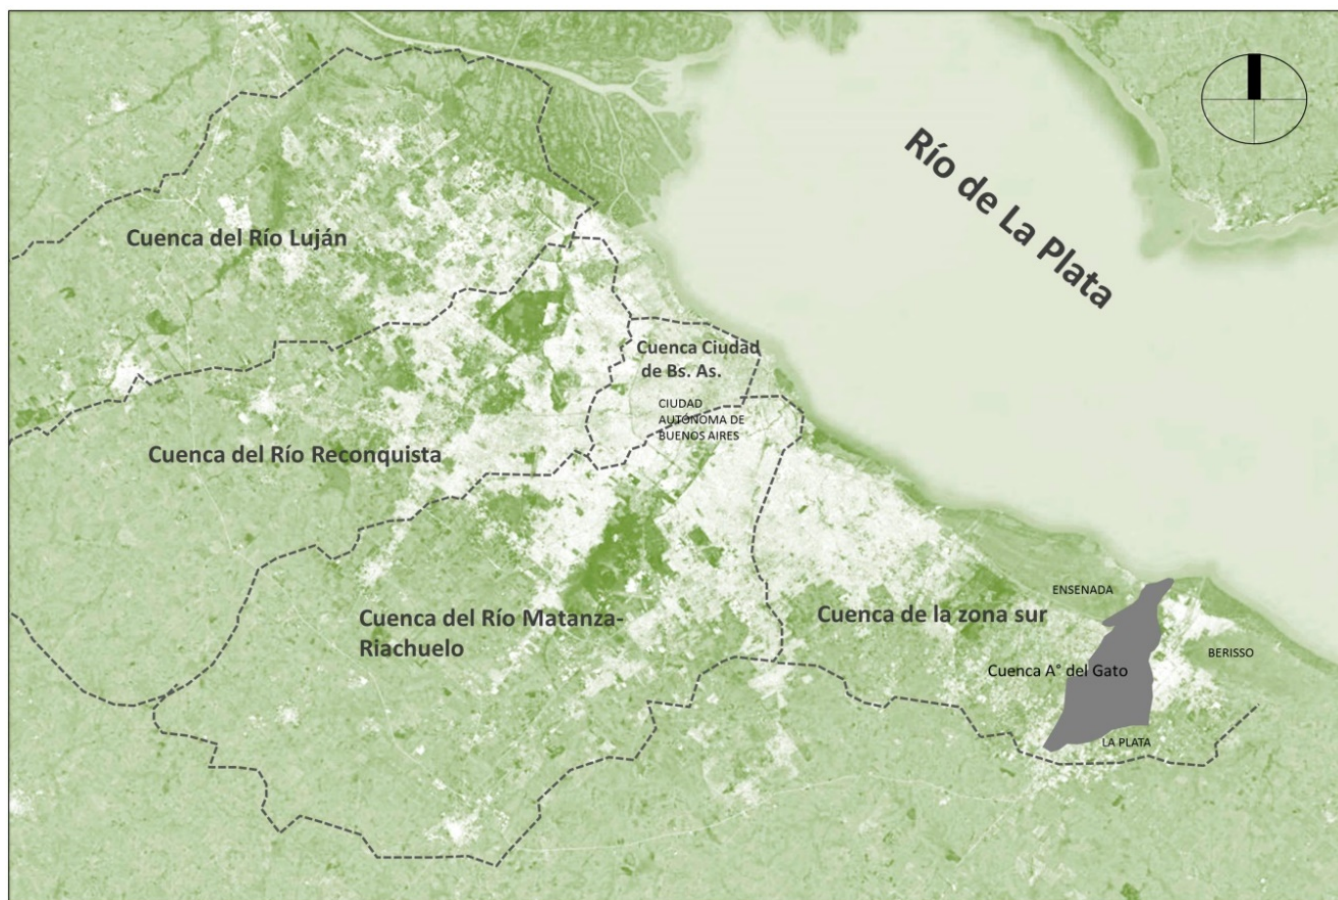 Río de La Plata
Cuenca del Río Luján
Cuenca Ciudad
de Bs. As.
CIUDAD
AUTÓNOMA DE
BUENOS AIRES
Cuenca del Río Reconquista
Cuenca del Río Matanza-
Riachuelo
Cuenca de la zona sur
ENSENADA
BERISSO
Cuenca A° del Gato
LA PLATA